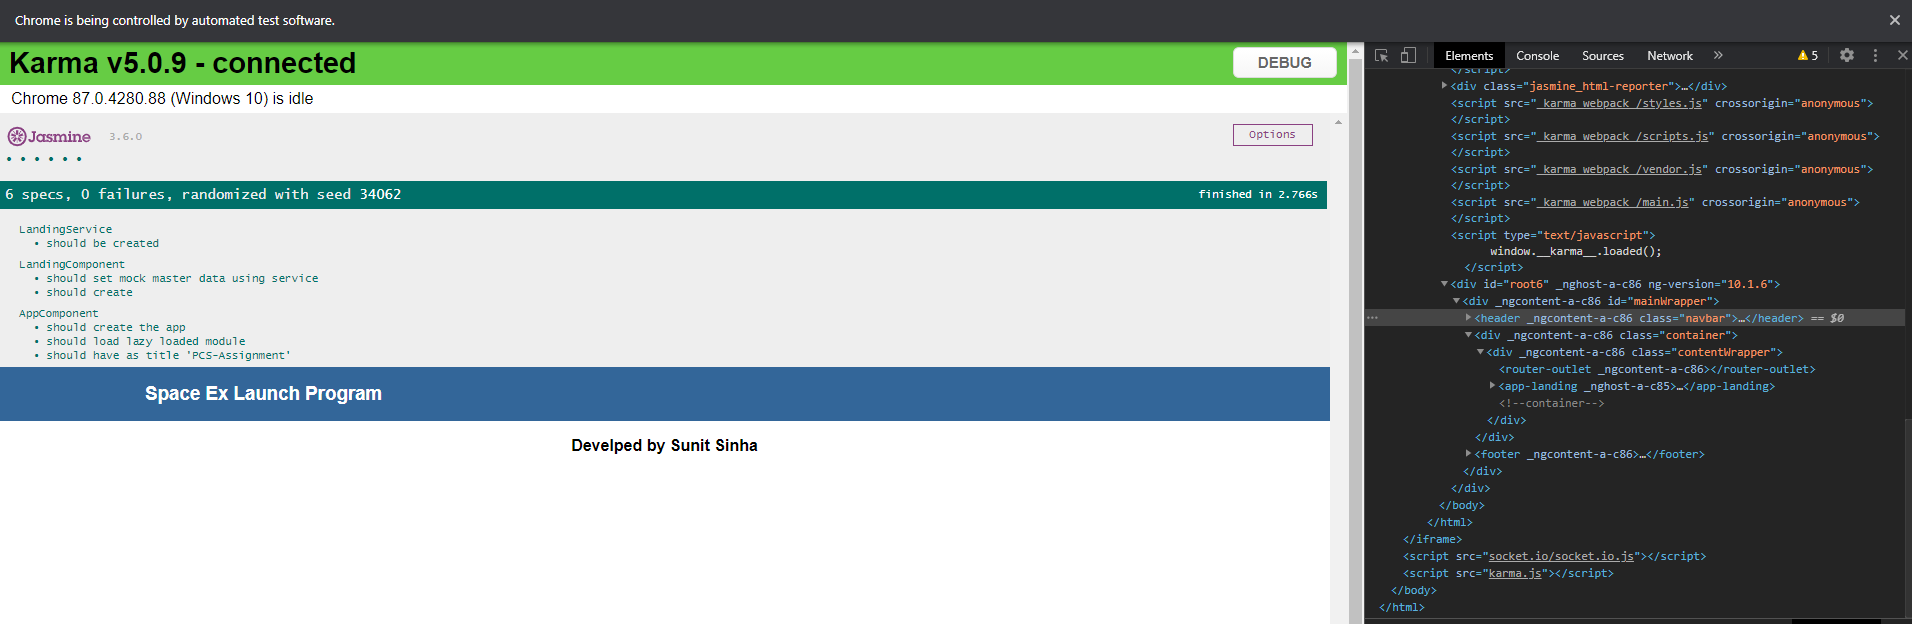 Chrome is being controlled by automated test software.
Karma v5.0.9 - connected
DEBUG
Chrome 87.0.4280.88 (Windows 10) is idle
Jasmine 3.6.0
Options
• • • • • •
6 specs, 0 failures, randomized with seed 34062
finished in 2.766s
LandingService
• should be created
LandingComponent
• should set mock master data using service
• should create
AppComponent
• should create the app
• should load lazy loaded module
• should have as title 'PCS-Assignment'
Space Ex Launch Program
Develped by Sunit Sinha
Elements Console Sources Network » 5
</script>
<div class="jasmine_html-reporter">…</div>
<script src="_karma_webpack_/styles.js" crossorigin="anonymous">
</script>
<script src="_karma_webpack_/scripts.js" crossorigin="anonymous">
</script>
<script src="_karma_webpack_/vendor.js" crossorigin="anonymous">
</script>
<script src="_karma_webpack_/main.js" crossorigin="anonymous">
</script>
<script type="text/javascript">
window.__karma__.loaded();
</script>
<div id="root6" _nghost-a-c86 ng-version="10.1.6">
<div _ngcontent-a-c86 id="mainWrapper">
<header _ngcontent-a-c86 class="navbar">…</header> == $0
<div _ngcontent-a-c86 class="container">
<div _ngcontent-a-c86 class="contentWrapper">
<router-outlet _ngcontent-a-c86></router-outlet>
<app-landing _nghost-a-c85>…</app-landing>
<!--container-->
</div>
</div>
<footer _ngcontent-a-c86>…</footer>
</div>
</div>
</body>
</html>
</iframe>
<script src="socket.io/socket.io.js"></script>
<script src="karma.js"></script>
</body>
</html>